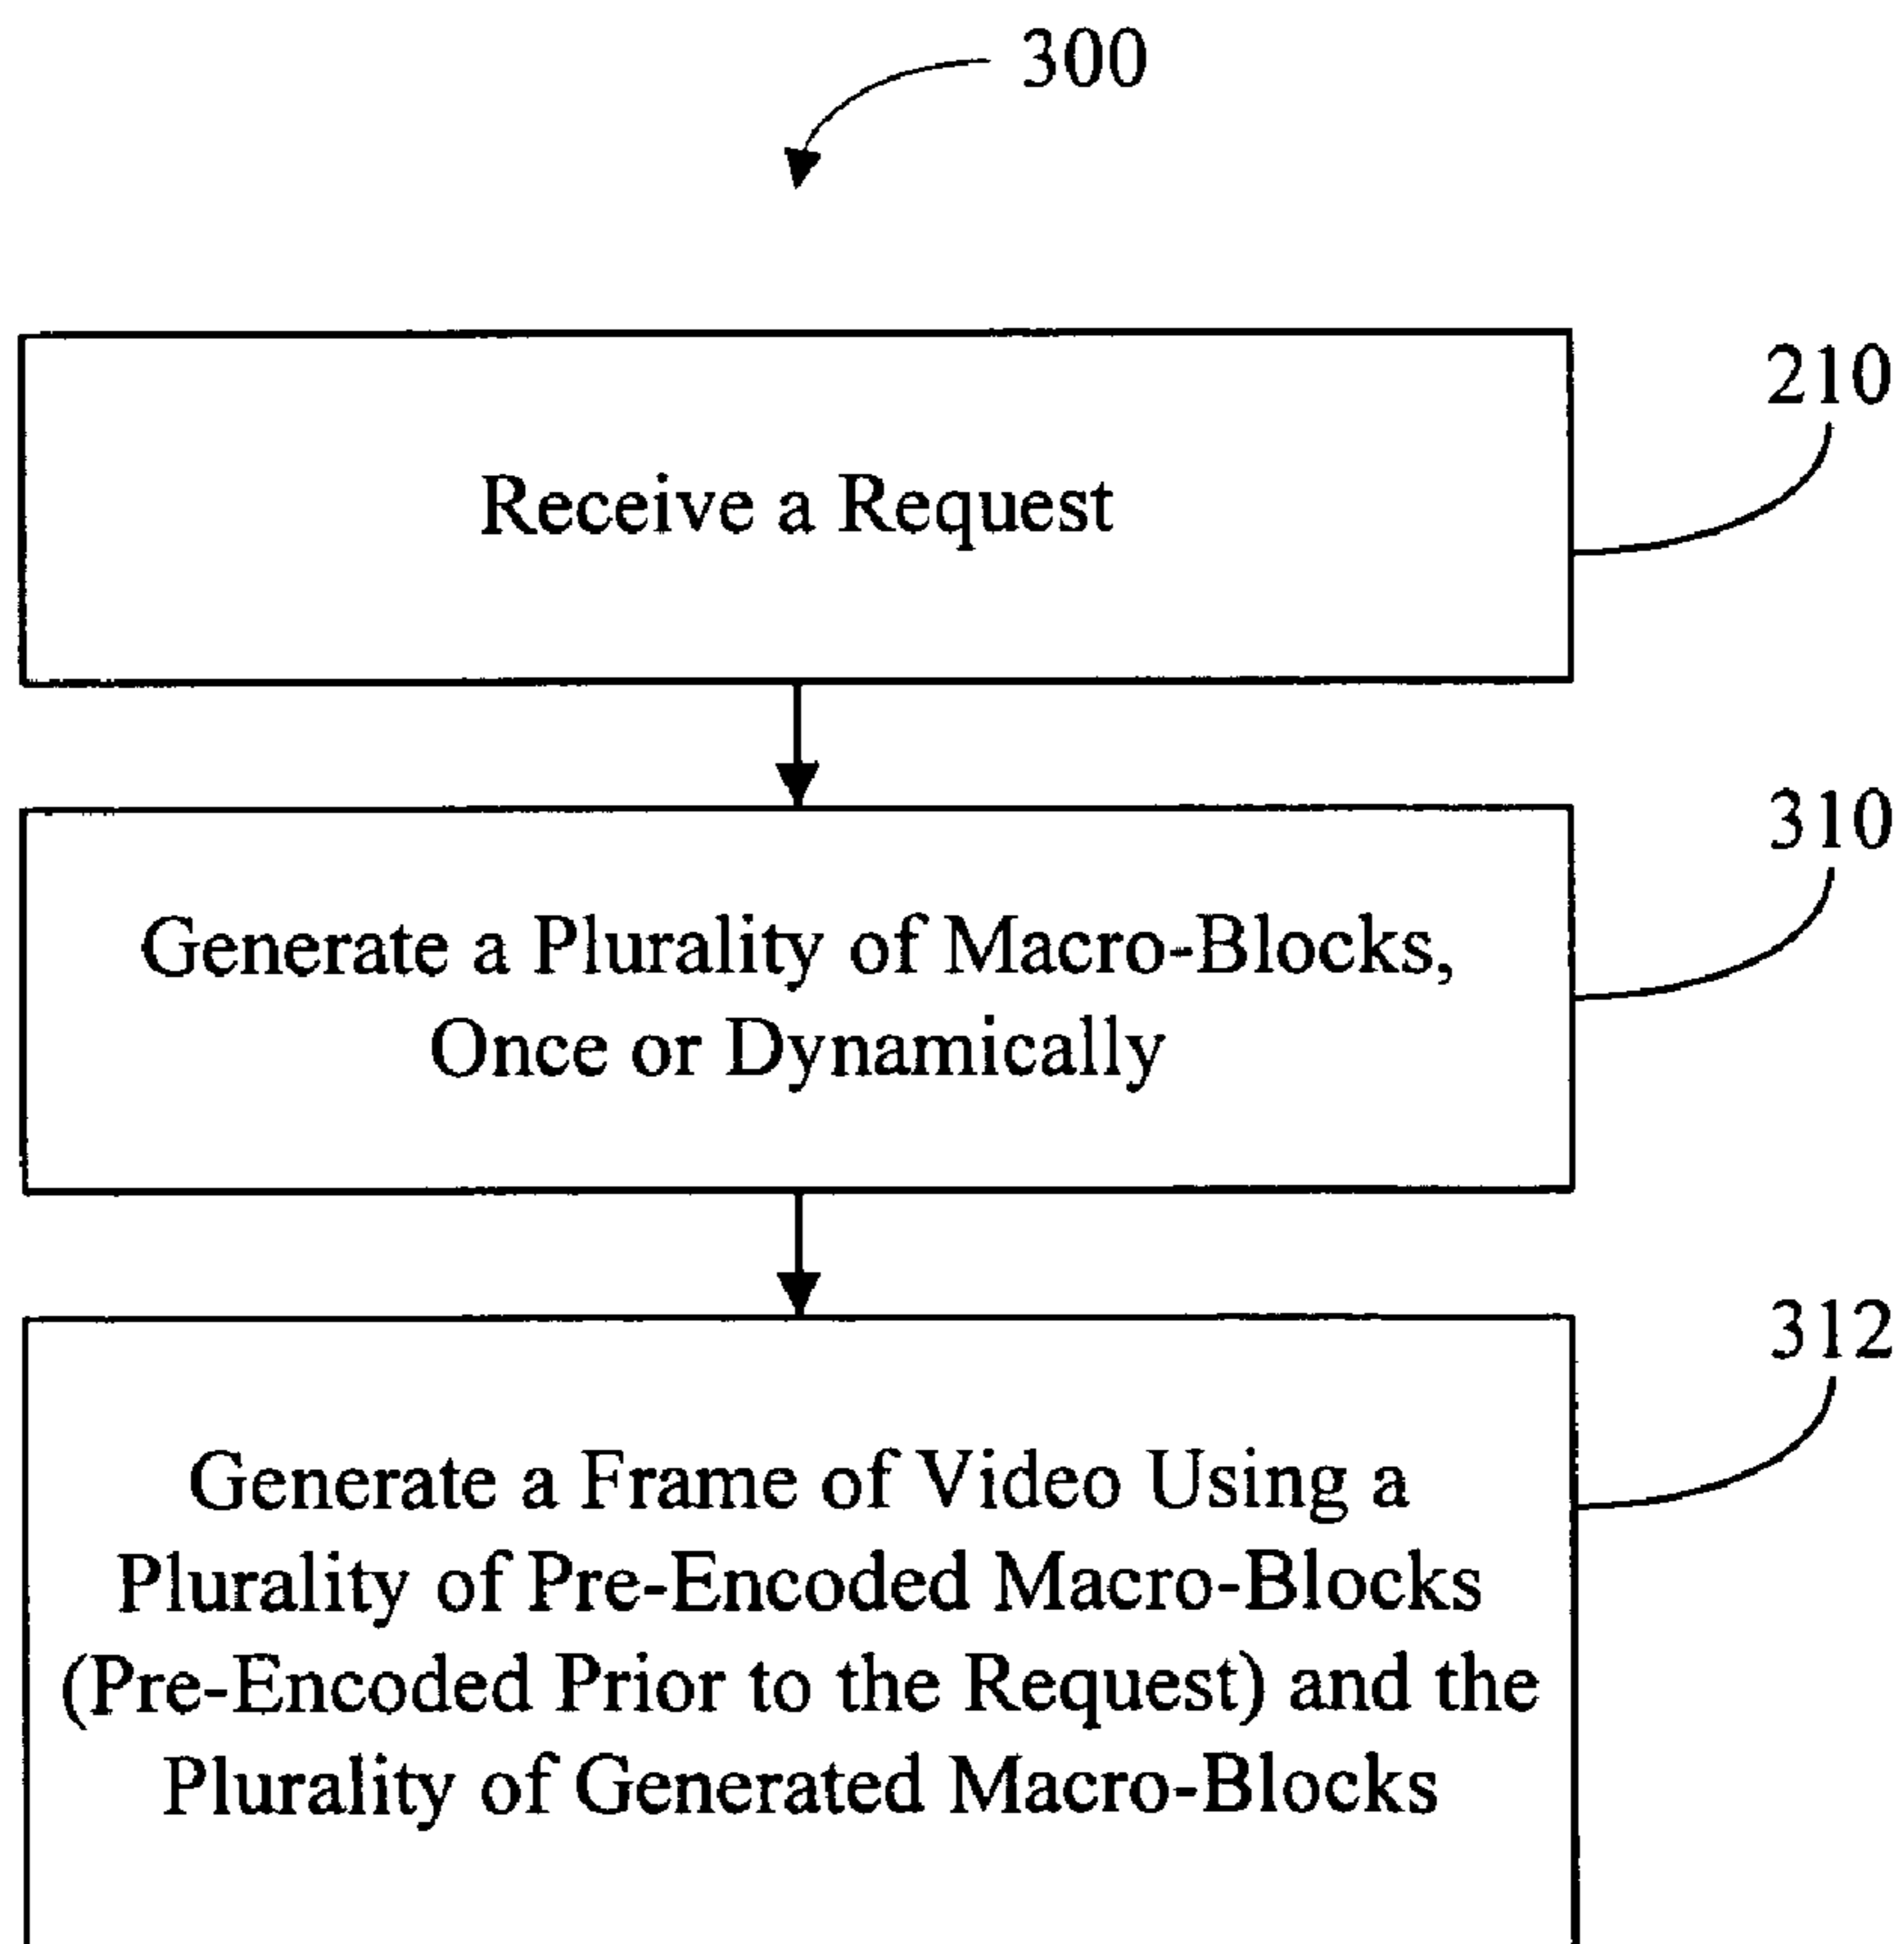 300
210
Receive a Request
310
Generate a Plurality of Macro-Blocks,
Once or Dynamically
312
Generate a Frame of Video Using a
Plurality of Pre-Encoded Macro-Blocks
(Pre-Encoded Prior to the Request) and the
Plurality of Generated Macro-Blocks